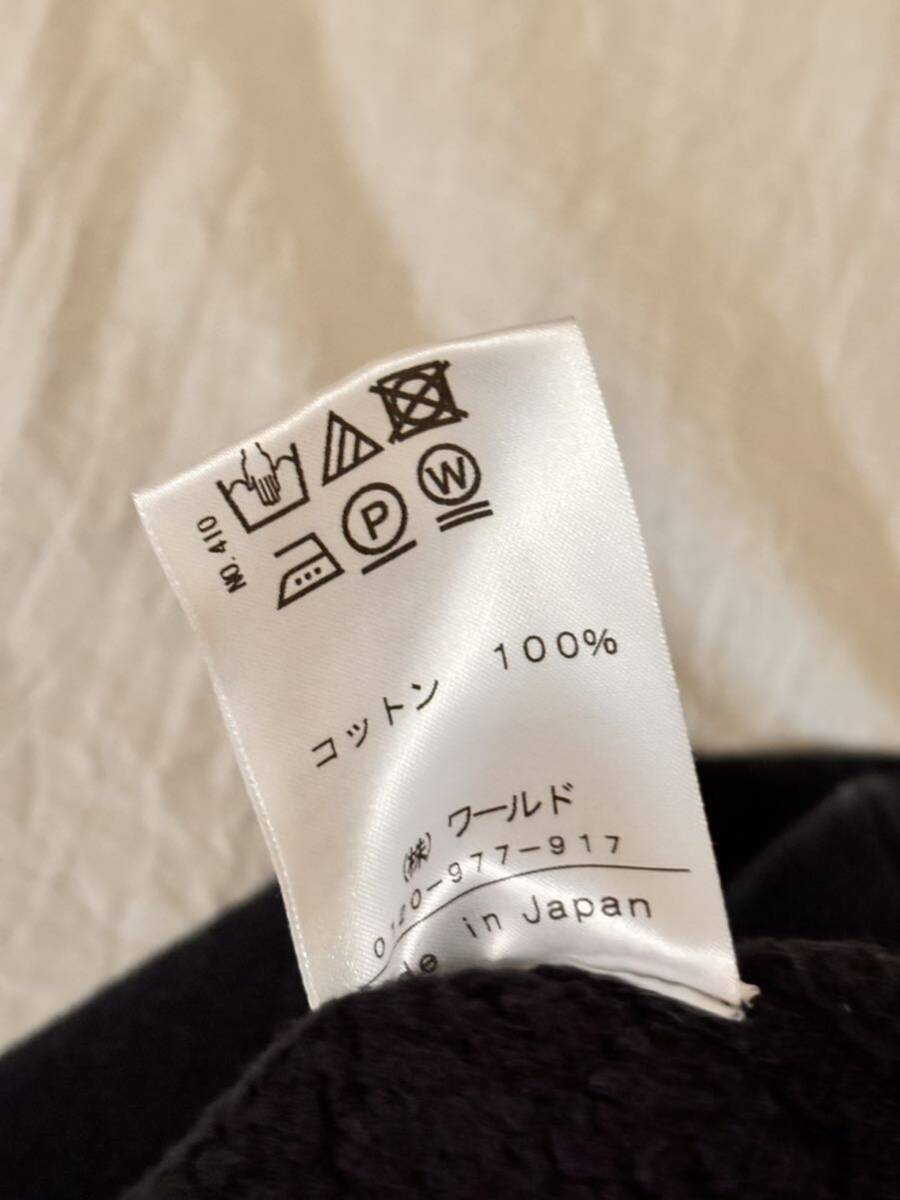 NO.410
P
W
コットン 100%
(株)ワールド
0120-977-917
in Japan